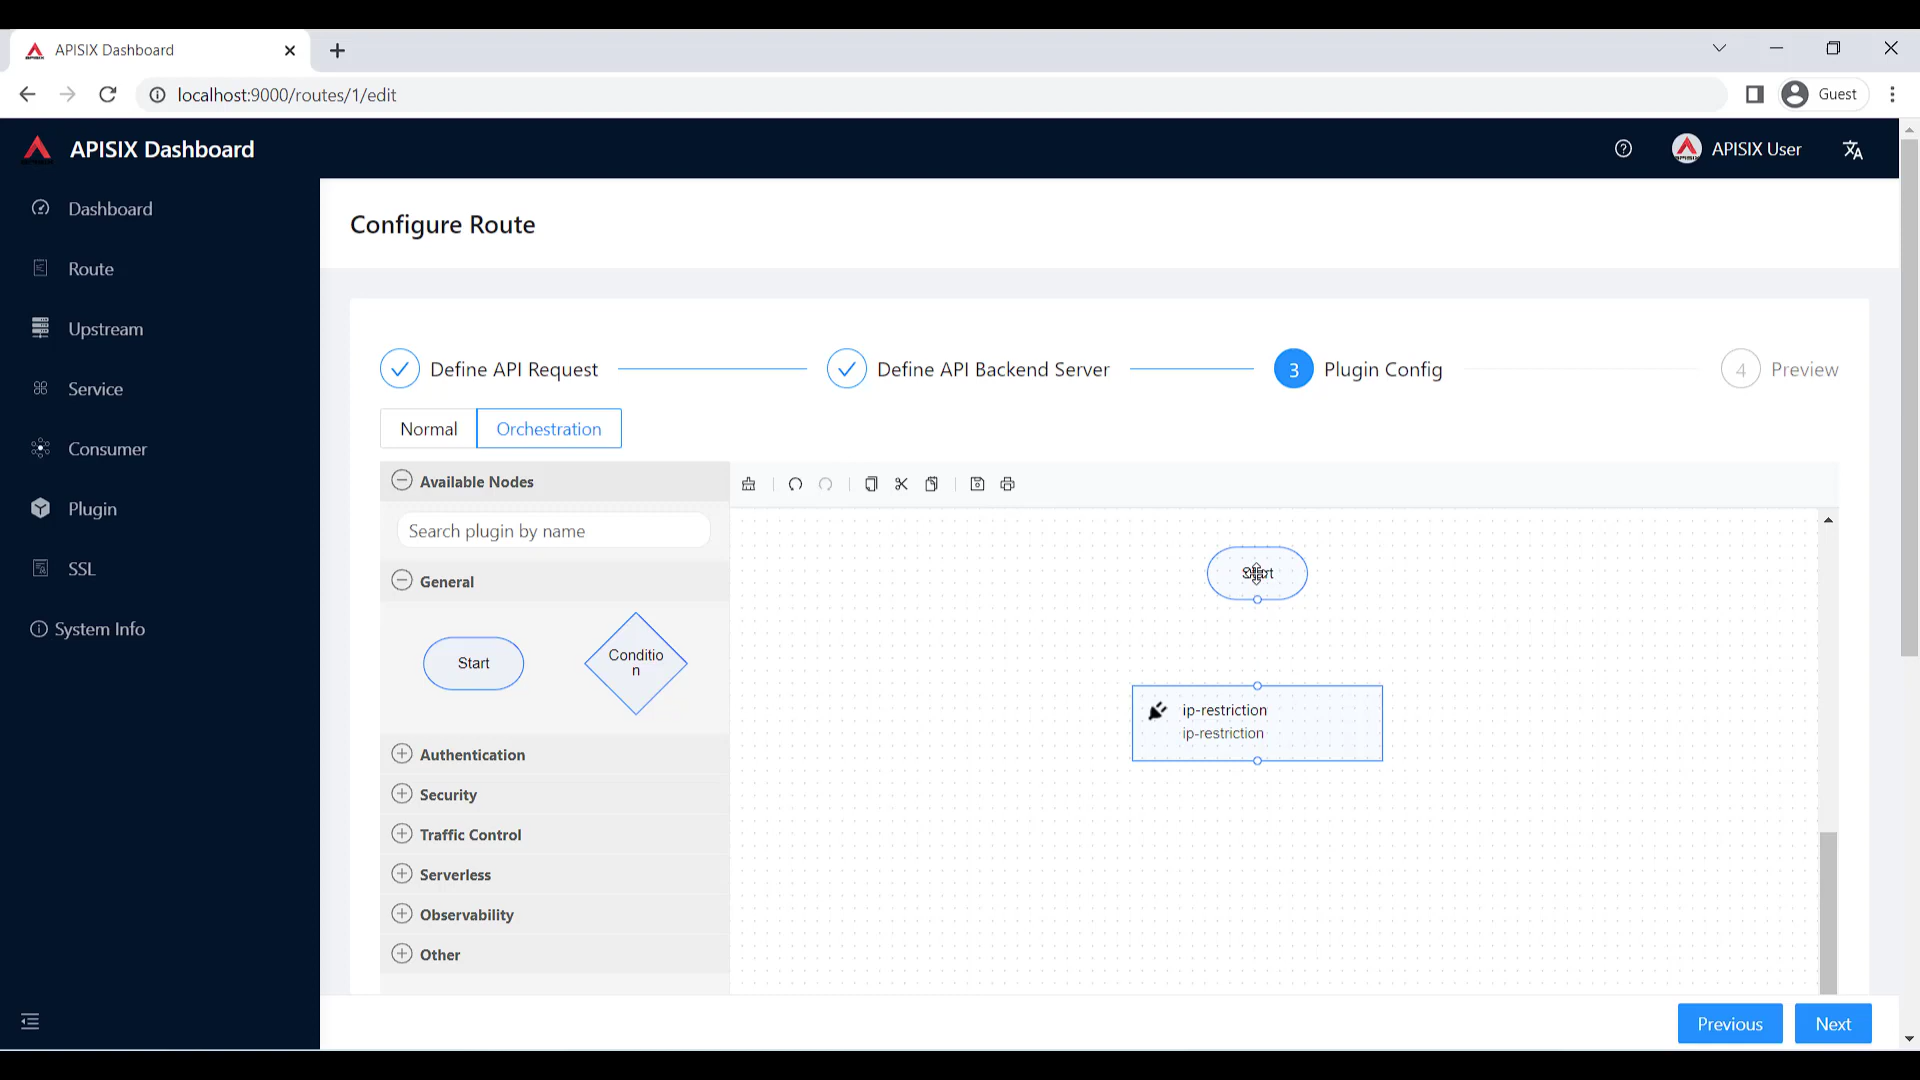 APISIX Dashboard
localhost:9000/routes/1/edit
Guest
APISIX Dashboard
APISIX User
Dashboard
Route
Upstream
Service
Consumer
Plugin
SSL
System Info
Configure Route
Define API Request
Define API Backend Server
3 Plugin Config
4 Preview
Normal
Orchestration
Available Nodes
Search plugin by name
General
Start
Conditio
n
Authentication
Security
Traffic Control
Serverless
Observability
Other
Start
ip-restriction
ip-restriction
Previous
Next